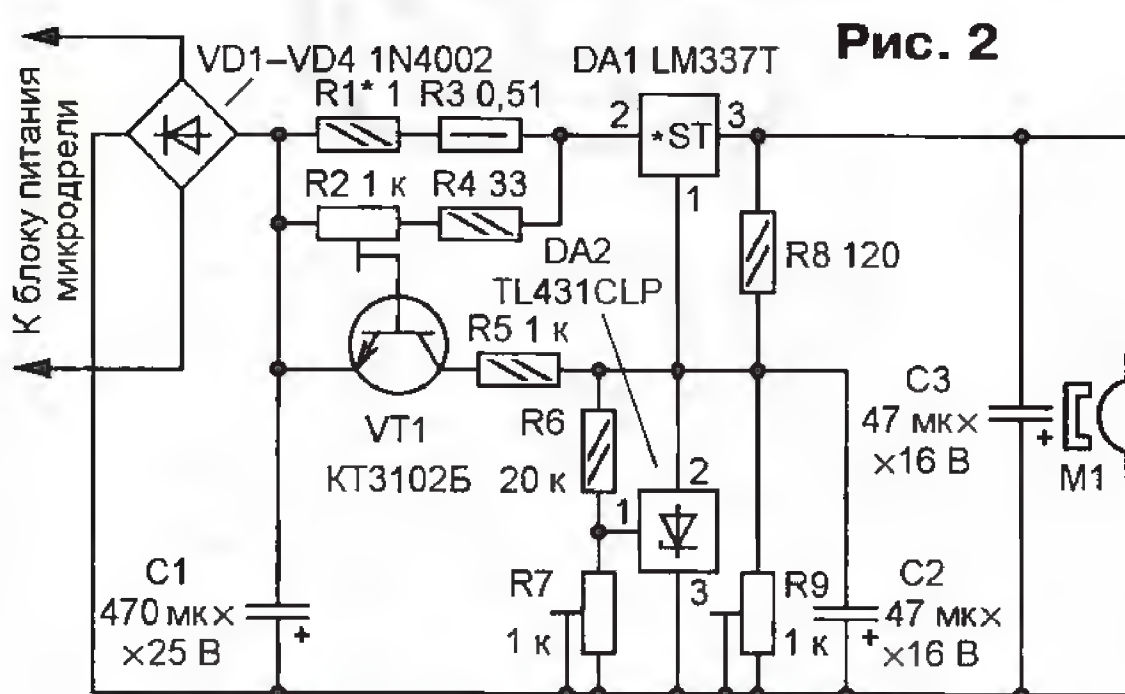 Рис. 2
VD1–VD4 1N4002
DA1 LM337T
R1* 1
R3 0,51
2
*ST
3
1
R2 1 к
R4 33
К блоку питания
микродрели
DA2
TL431CLP
R8 120
R5 1 к
VT1
КТ3102Б
R6
20 к
2
1
3
C3
47 мк×
×16 В
+
M1
C1
470 мк×
×25 В
+
R7
1 к
R9
1 к
C2
47 мк×
×16 В
+